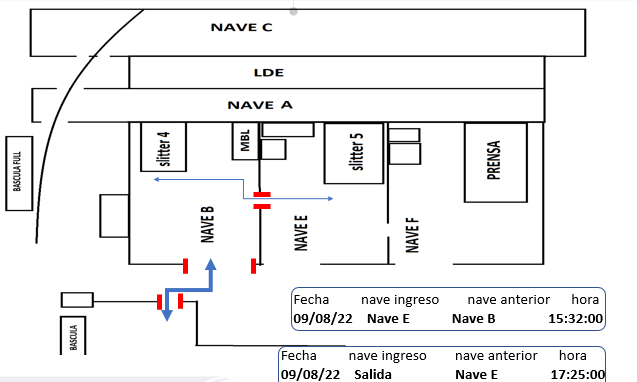 NAVE C
LDE
NAVE A
BASCULA FULL
slitter 4
MBL
slitter 5
PRENSA
NAVE B
NAVE E
NAVE F
BASCULA
Fecha nave ingreso nave anterior hora
09/08/22 Nave E Nave B 15:32:00
Fecha nave ingreso nave anterior hora
09/08/22 Salida Nave E 17:25:00